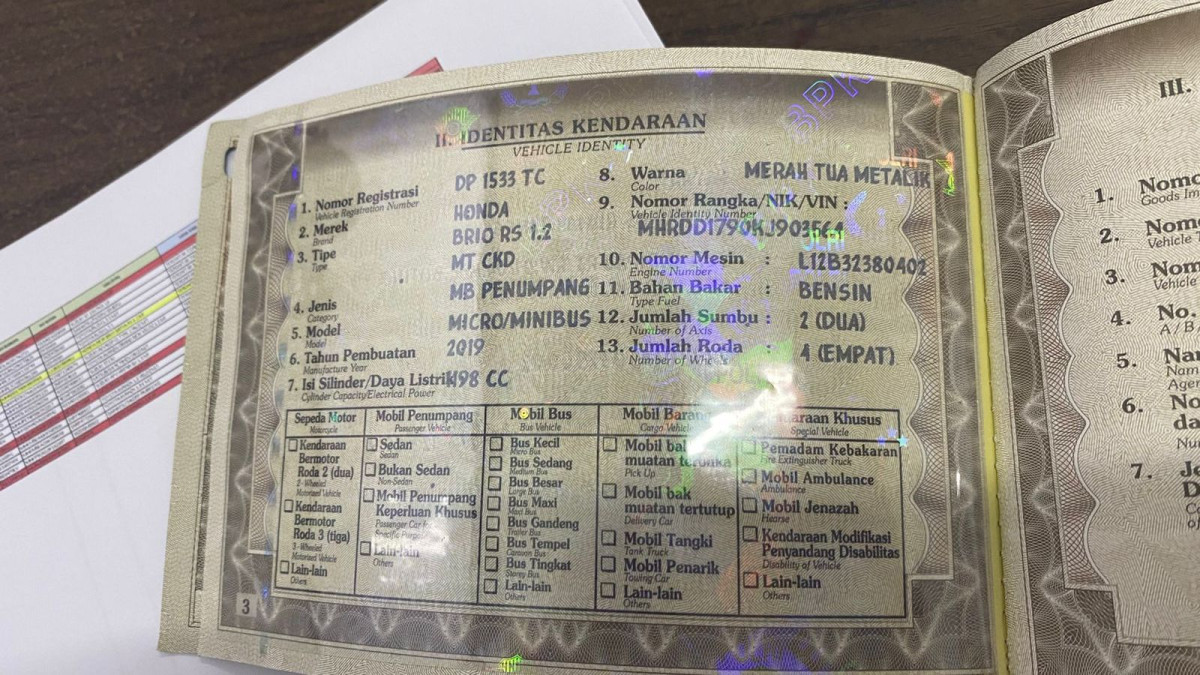 II. IDENTITAS KENDARAAN
VEHICLE IDENTITY
1. Nomor Registrasi DP 1533 TC
Vehicle Registration Number
2. Merek HONDA
Brand
3. Tipe BRIO RS 1.2
Type
MT CKD
4. Jenis MB PENUMPANG
Category
5. Model MICRO/MINIBUS
Model
6. Tahun Pembuatan 2019
Manufacture Year
7. Isi Silinder/Daya Listrik 98 CC
Cylinder Capacity/Electrical Power
8. Warna MERAH TUA METALIK
Color
9. Nomor Rangka/NIK/VIN :
Vehicle Identity Number
10. Nomor Mesin : L12B32380402
Engine Number
11. Bahan Bakar : BENSIN
Type Fuel
12. Jumlah Sumbu : 2 (DUA)
Number of Axis
13. Jumlah Roda : 4 (EMPAT)
Number of
Sepeda Motor
Motorcycle
Kendaraan
Bermotor
Roda 2 (dua)
2- Wheeled
Motorized Vehicle
Kendaraan
Bermotor
Roda 3 (tiga)
3- Wheeled
Motorized Vehicle
Lain-lain
Others
Mobil Penumpang
Passenger Vehicle
Sedan
Sedan
Bukan Sedan
Non-Sedan
Mobil Penumpang
Keperluan Khusus
Passenger Car for
Specific
Lain-lain
Others
Mobil Bus
Bus Vehicle
Bus Kecil
Micro Bus
Bus Sedang
Medium Bus
Bus Besar
Large Bus
Bus Maxi
Maxi Bus
Bus Gandeng
Trailer Bus
Bus Tempel
Caravan Bus
Bus Tingkat
Storey Bus
Lain-lain
Others
Mobil Barang
Cargo Vehicle
Mobil bak
muatan terbuka
Pick Up
Mobil bak
muatan tertutup
Delivery Car
Mobil Tangki
Tank Truck
Mobil Penarik
Towing Car
Lain-lain
Others
Khusus
Special Vehicle
Pemadam Kebakaran
Fire Extinguisher Truck
Mobil Ambulance
Ambulance
Mobil Jenazah
Hearse
Kendaraan Modifikasi
Penyandang Disabilitas
Disability of Vehicle
Lain-lain
Others
3
III.
1.
Goods
2.
Vehicle
3.
Vehicle
4. No.
A / B
5.
6. No
7.